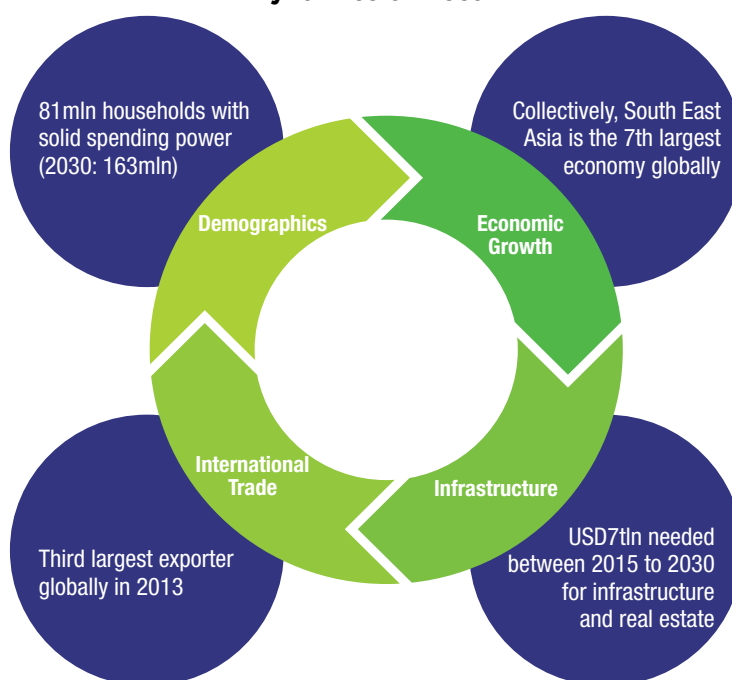 81mln households with
solid spending power
(2030: 163mln)
Collectively, South East
Asia is the 7th largest
economy globally
Demographics
Economic
Growth
International
Trade
Infrastructure
Third largest exporter
globally in 2013
USD7tln needed
between 2015 to 2030
for infrastructure
and real estate